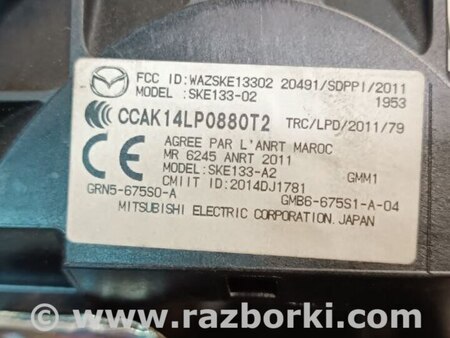 FCC ID:WAZSKE13302 20491/SDPPI/2011
MODEL :SKE133-02 1953
CCAK14LP0880T2 TRC/LPD/2011/79
AGREE PAR L'ANRT MAROC
MR 6245 ANRT 2011
MODEL:SKE133-A2 GMM1
CMIIT ID:2014DJ1781
GRN5-675S0-A GMB6-675S1-A-04
MITSUBISHI ELECTRIC CORPORATION.JAPAN
www.razborki.com